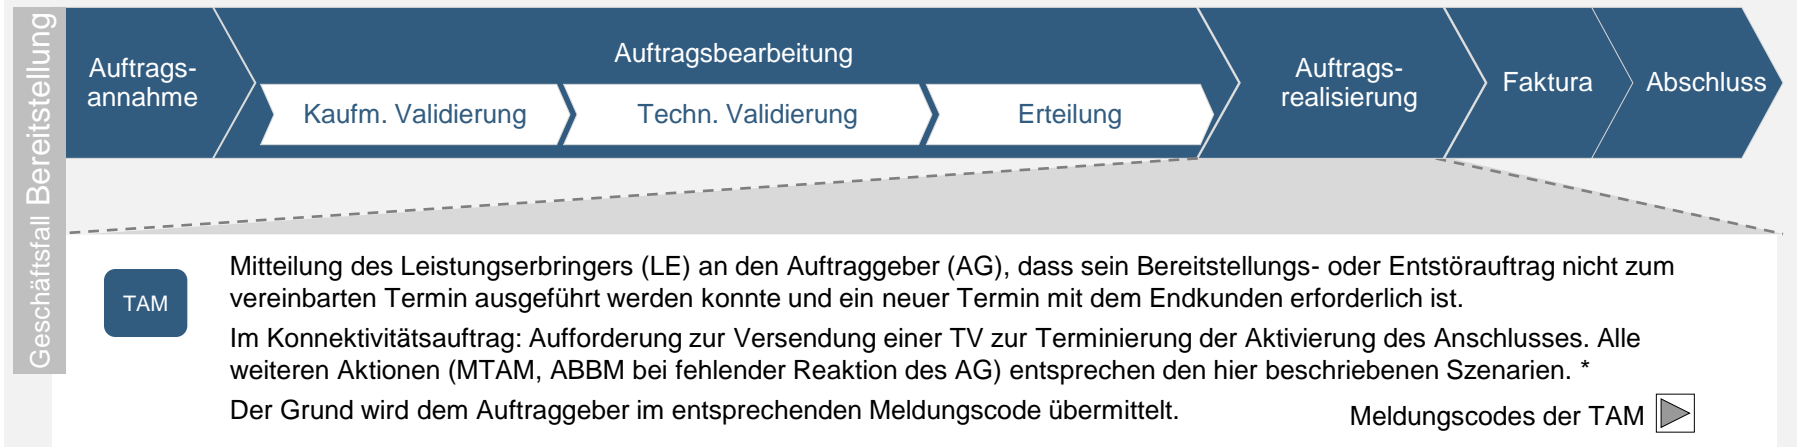 Geschäftsfall Bereitstellung
Auftrags-
annahme
Auftragsbearbeitung
Kaufm. Validierung
Techn. Validierung
Erteilung
Auftrags-
realisierung
Faktura
Abschluss
TAM
Mitteilung des Leistungserbringers (LE) an den Auftraggeber (AG), dass sein Bereitstellungs- oder Entstörauftrag nicht zum
vereinbarten Termin ausgeführt werden konnte und ein neuer Termin mit dem Endkunden erforderlich ist.
Im Konnektivitätsauftrag: Aufforderung zur Versendung einer TV zur Terminierung der Aktivierung des Anschlusses. Alle
weiteren Aktionen (MTAM, ABBM bei fehlender Reaktion des AG) entsprechen den hier beschriebenen Szenarien. *
Der Grund wird dem Auftraggeber im entsprechenden Meldungscode übermittelt.
Meldungscodes der TAM